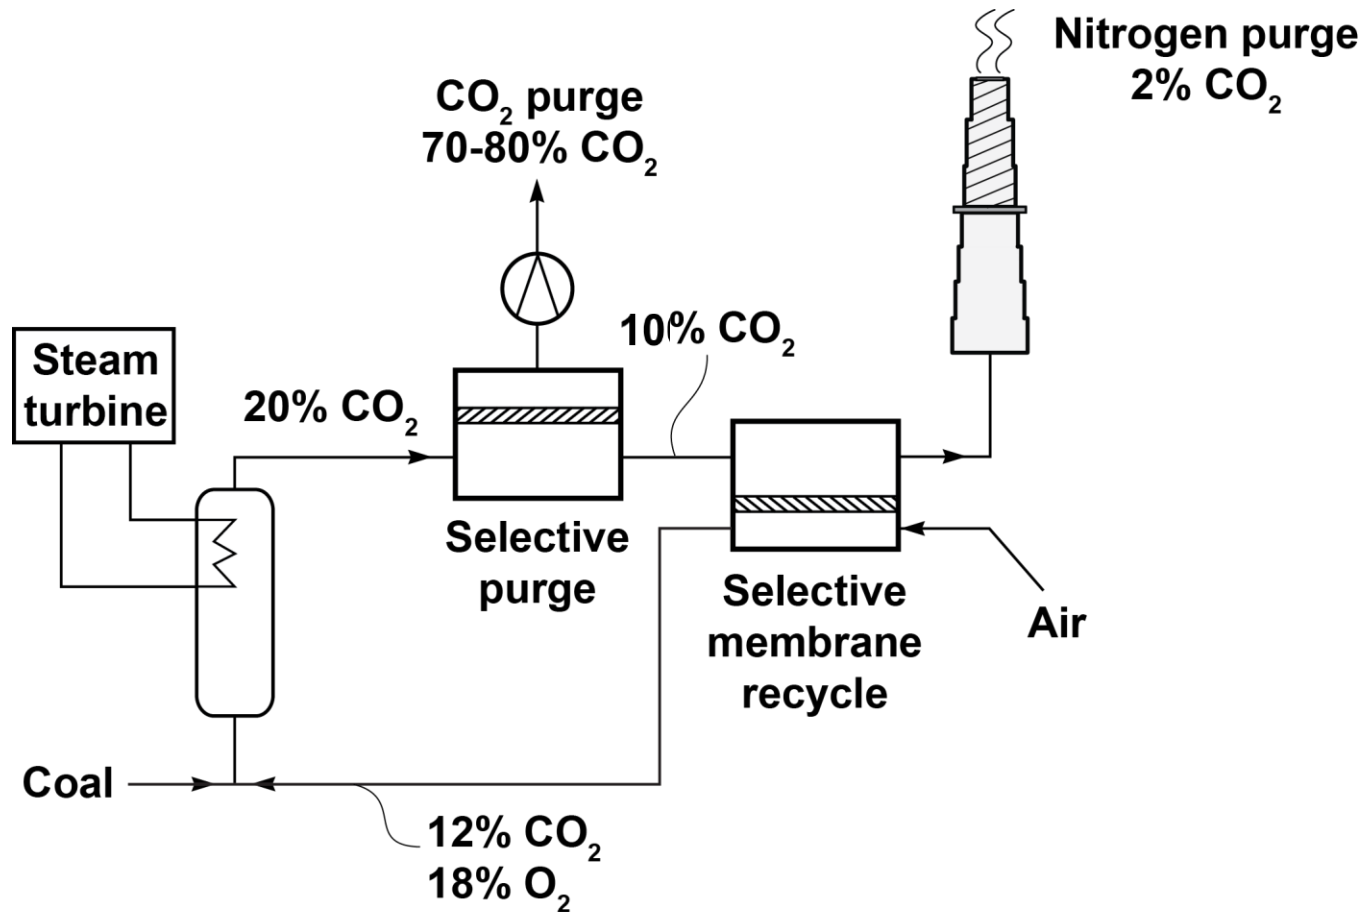 Nitrogen purge
2% CO₂
CO₂ purge
70-80% CO₂
10% CO₂
Steam
turbine
20% CO₂
Selective
purge
Selective
membrane
recycle
Air
Coal
12% CO₂
18% O₂